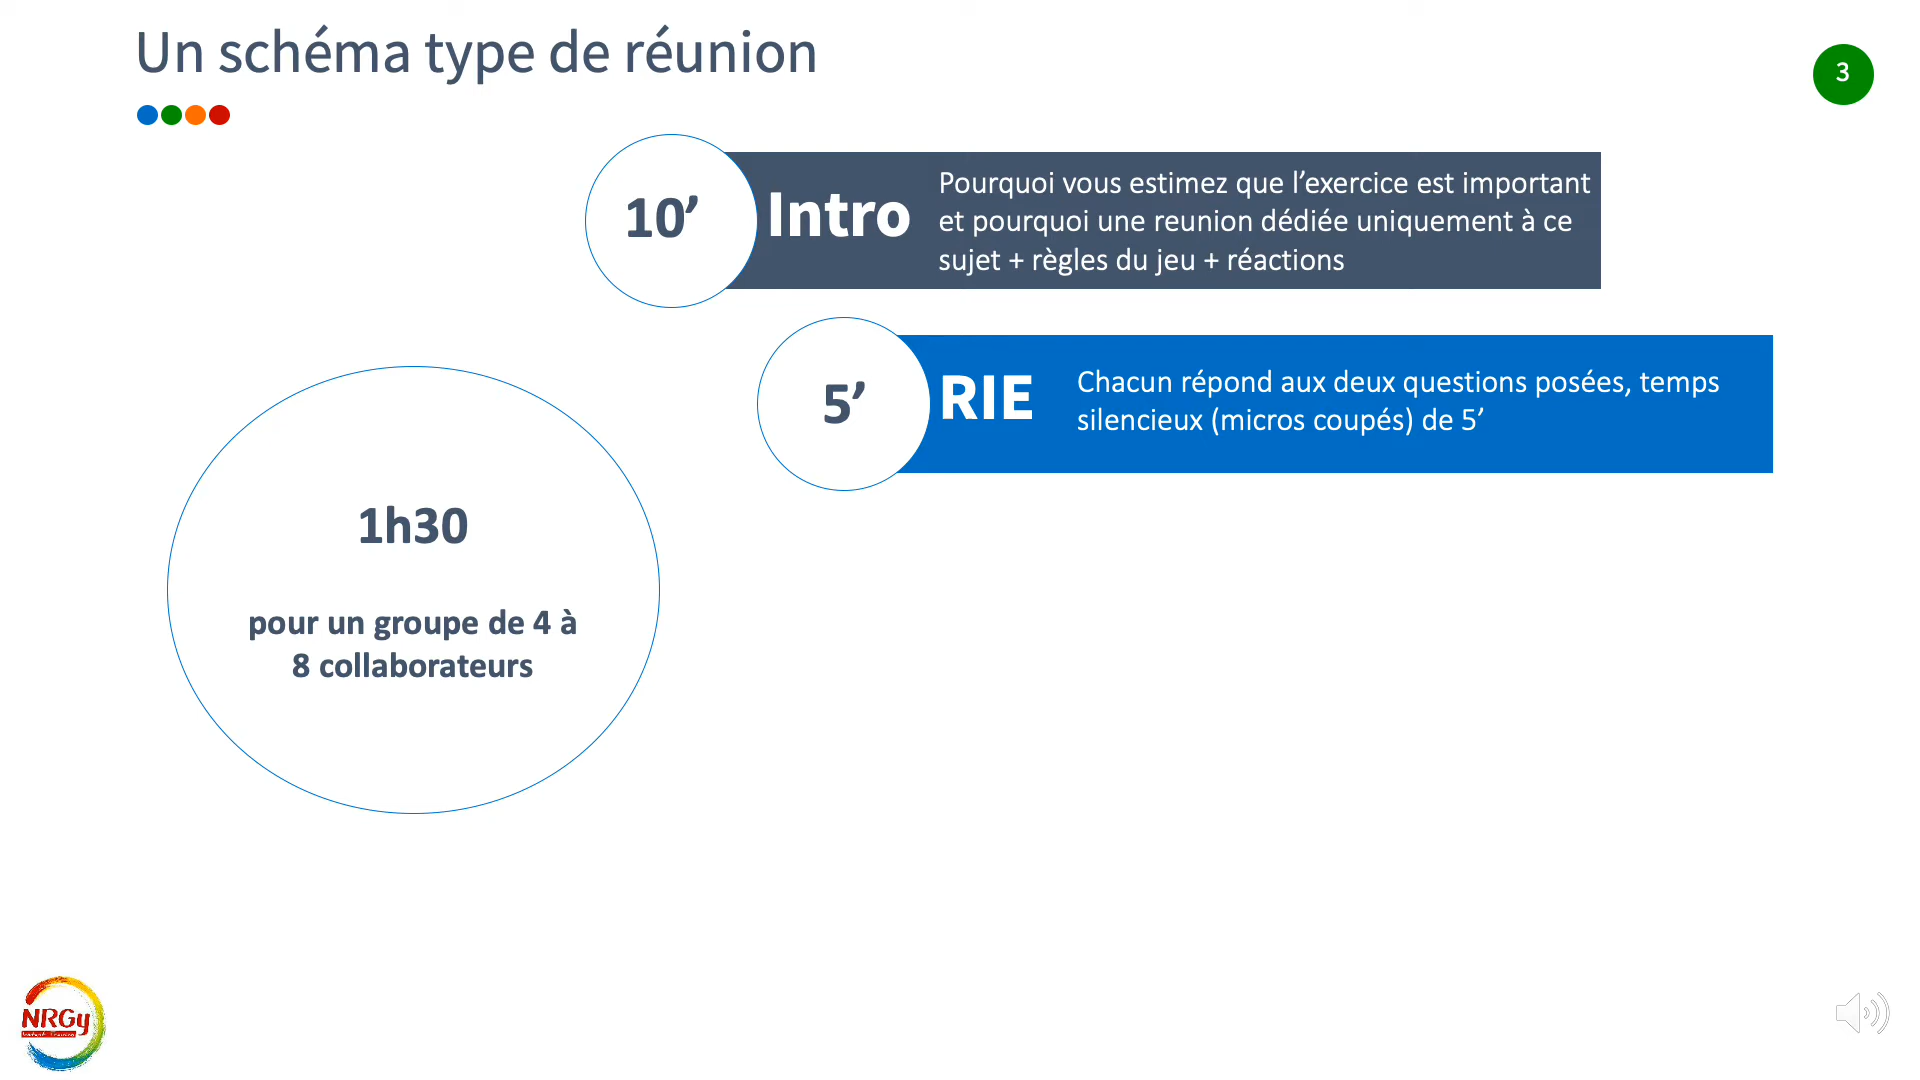 Un schéma type de réunion
3
10’
Intro
Pourquoi vous estimez que l’exercice est important
et pourquoi une reunion dédiée uniquement à ce
sujet + règles du jeu + réactions
5’
RIE
Chacun répond aux deux questions posées, temps
silencieux (micros coupés) de 5’
1h30
pour un groupe de 4 à
8 collaborateurs
NRGy